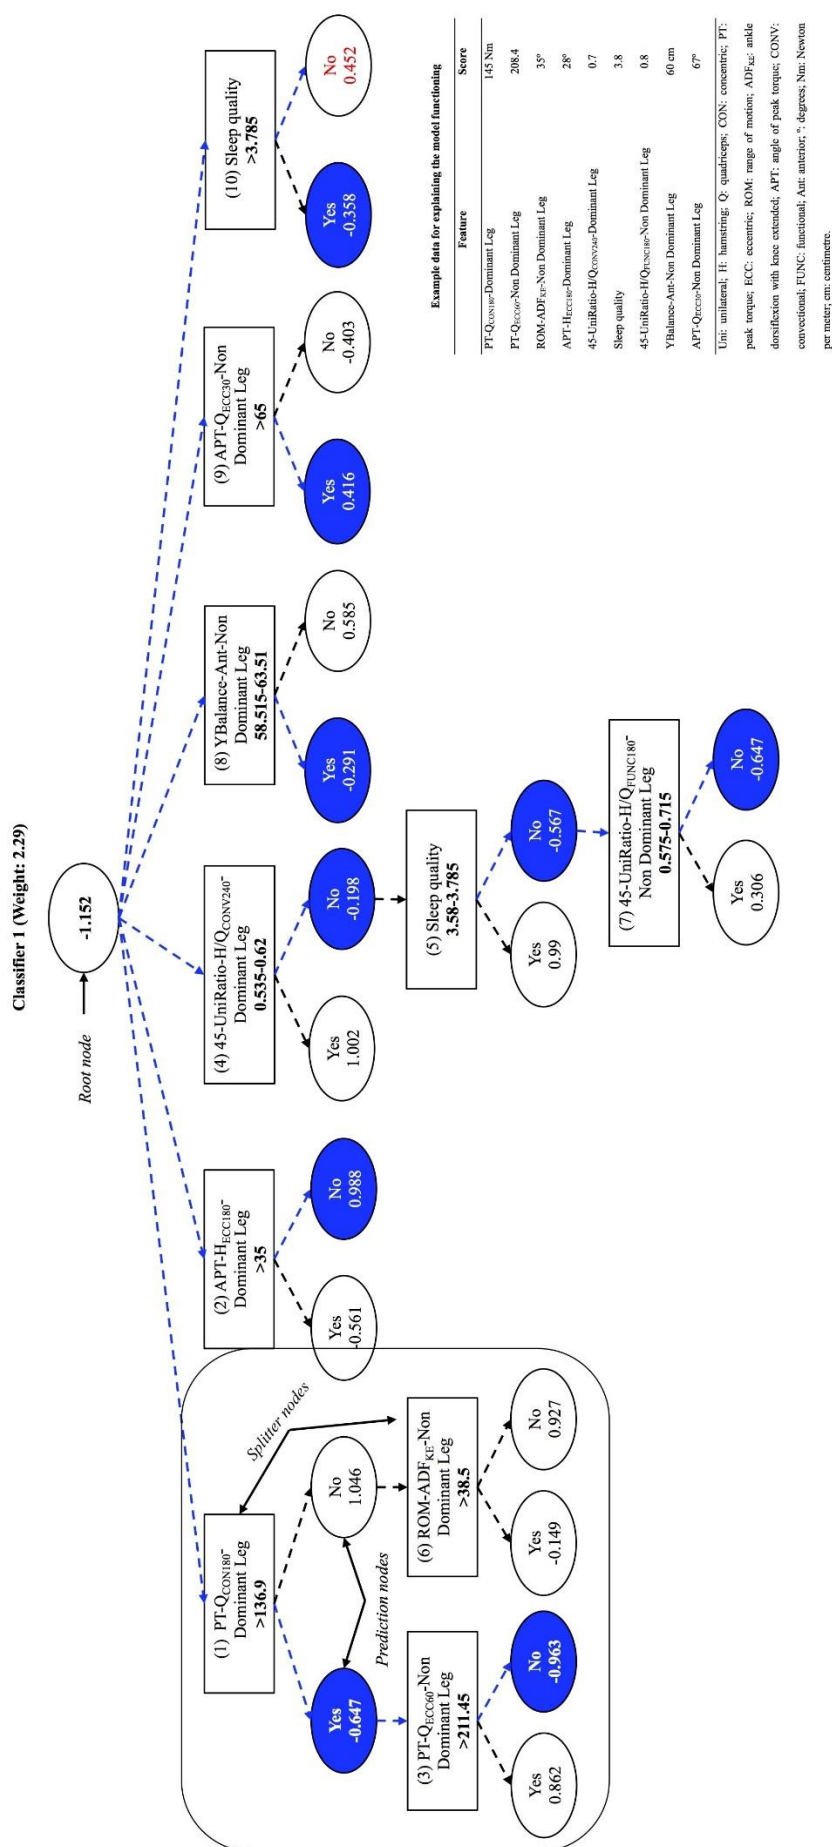 Classifier 1 (Weight: 2.29)
Root node
-1.152
(1) PT-QCON180-
Dominant Leg
>136.9
Splitter nodes
Yes
-0.647
No
1.046
Prediction nodes
(3) PT-QECC60-Non
Dominant Leg
>211.45
Yes
0.862
No
-0.963
(6) ROM-ADFKE-Non
Dominant Leg
>38.5
Yes
-0.149
No
0.927
(2) APT-HECC180-
Dominant Leg
>35
Yes
-0.561
No
0.988
(4) 45-UniRatio-H/QCONV240-
Dominant Leg
0.535-0.62
Yes
1.002
No
-0.198
(5) Sleep quality
3.58-3.785
Yes
0.99
No
-0.567
(7) 45-UniRatio-H/QFUNC180-
Non Dominant Leg
0.575-0.715
Yes
0.306
No
-0.647
(8) YBalance-Ant-Non
Dominant Leg
58.515-63.51
Yes
-0.291
No
0.585
(9) APT-QECC30-Non
Dominant Leg
>65
Yes
0.416
No
-0.403
(10) Sleep quality
>3.785
Yes
-0.358
No
0.452
Example data for explaining the model functioning
Feature Score
PT-QCON180-Dominant Leg 145 Nm
PT-QECC60-Non Dominant Leg 208.4
ROM-ADFKE-Non Dominant Leg 35º
APT-HECC180-Dominant Leg 28º
45-UniRatio-H/QCONV240-Dominant Leg 0.7
Sleep quality 3.8
45-UniRatio-H/QFUNC180-Non Dominant Leg 0.8
YBalance-Ant-Non Dominant Leg 60 cm
APT-QECC30-Non Dominant Leg 67º
Uni: unilateral; H: hamstring; Q: quadriceps; CON: concentric; PT:
peak torque; ECC: eccentric; ROM: range of motion; ADFKE: ankle
dorsiflexion with knee extended; APT: angle of peak torque; CONV:
convectional; FUNC: functional; Ant: anterior; º: degrees; Nm: Newton
per meter; cm: centimetre.